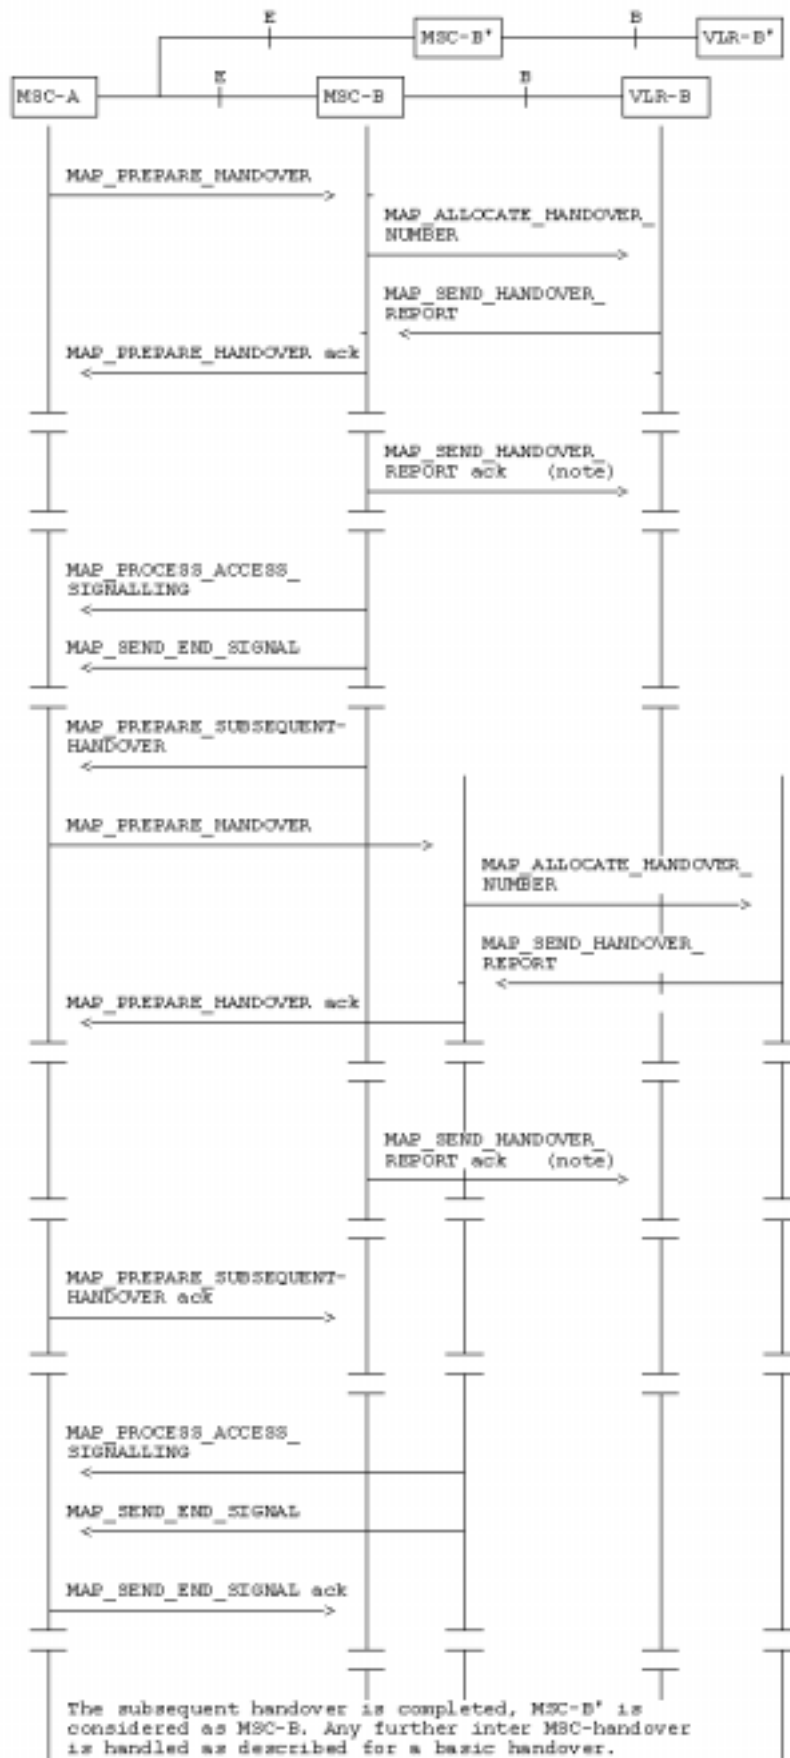 E
B
MSC-B'
VLR-B'
E
B
MSC-A
MSC-B
VLR-B
MAP_PREPARE_HANDOVER
MAP_ALLOCATE_HANDOVER_
NUMBER
MAP_SEND_HANDOVER_
REPORT
MAP_PREPARE_HANDOVER ack
MAP_SEND_HANDOVER_
REPORT ack (note)
MAP_PROCESS_ACCESS_
SIGNALLING
MAP_SEND_END_SIGNAL
MAP_PREPARE_SUBSEQUENT-
HANDOVER
MAP_PREPARE_HANDOVER
MAP_ALLOCATE_HANDOVER_
NUMBER
MAP_SEND_HANDOVER_
REPORT
MAP_PREPARE_HANDOVER ack
MAP_SEND_HANDOVER_
REPORT ack (note)
MAP_PREPARE_SUBSEQUENT-
HANDOVER ack
MAP_PROCESS_ACCESS_
SIGNALLING
MAP_SEND_END_SIGNAL
MAP_SEND_END_SIGNAL ack
The subsequent handover is completed, MSC-B' is
considered as MSC-B. Any further inter MSC-handover
is handled as described for a basic handover.